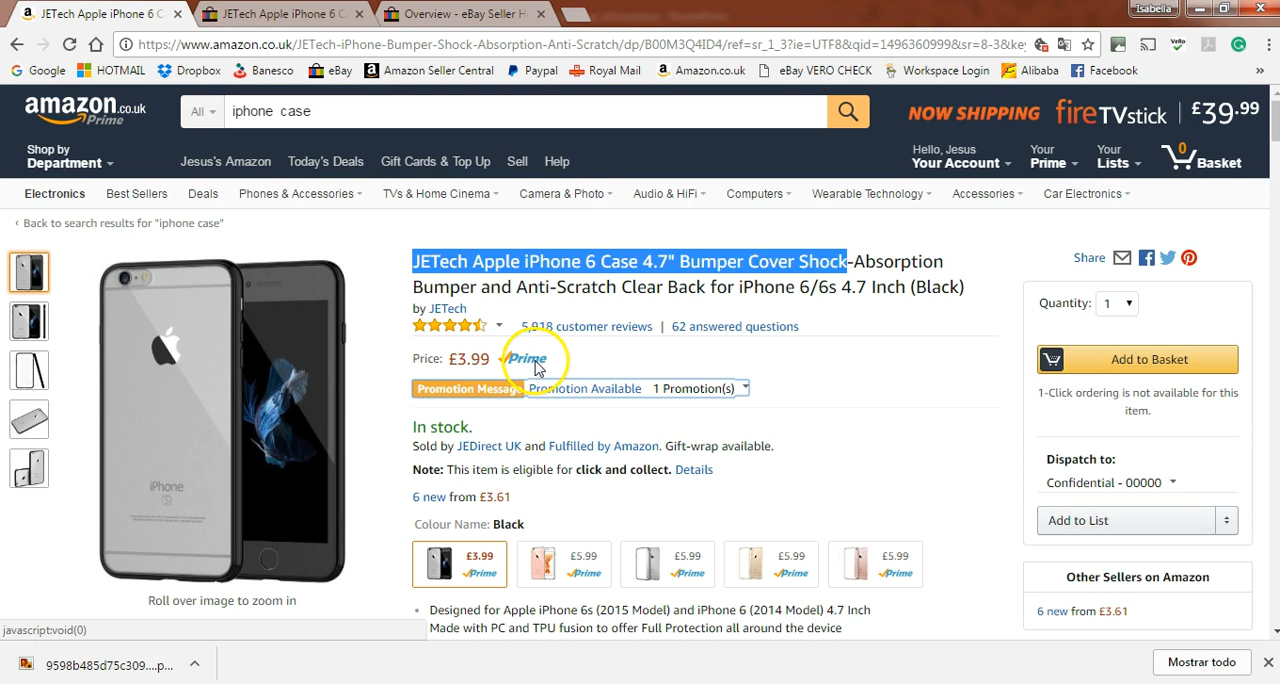 JETech Apple iPhone 6 C
JETech Apple iPhone 6 C
Overview - eBay Seller H
Isabella
https://www.amazon.co.uk/JETech-iPhone-Bumper-Shock-Absorption-Anti-Scratch/dp/B00M3Q4ID4/ref=sr_1_3?ie=UTF8&qid=1496360999&sr=8-3&key
Google HOTMAIL Dropbox Banesco eBay Amazon Seller Central Paypal Royal Mail Amazon.co.uk eBay VERO CHECK Workspace Login Alibaba Facebook »
amazon.co.uk
Prime
All
iphone case
NOW SHIPPING fireTVstick £39.99
Shop by
Department
Jesus's Amazon Today's Deals Gift Cards & Top Up Sell Help
Hello, Jesus
Your Account
Your
Prime
Your
Lists
0
Basket
Electronics Best Sellers Deals Phones & Accessories TVs & Home Cinema Camera & Photo Audio & HiFi Computers Wearable Technology Accessories Car Electronics
‹ Back to search results for "iphone case"
JETech Apple iPhone 6 Case 4.7" Bumper Cover Shock-Absorption
Bumper and Anti-Scratch Clear Back for iPhone 6/6s 4.7 Inch (Black)
by JETech
5,918 customer reviews | 62 answered questions
Price: £3.99 Prime
Promotion Message Promotion Available 1 Promotion(s)
In stock.
Sold by JEDirect UK and Fulfilled by Amazon. Gift-wrap available.
Note: This item is eligible for click and collect. Details
6 new from £3.61
Colour Name: Black
£3.99 Prime
£5.99 Prime
£5.99 Prime
£5.99 Prime
£5.99 Prime
• Designed for Apple iPhone 6s (2015 Model) and iPhone 6 (2014 Model) 4.7 Inch
Made with PC and TPU fusion to offer Full Protection all around the device
iPhone
S
Roll over image to zoom in
Share
Quantity: 1
Add to Basket
1-Click ordering is not available for this
item.
Dispatch to:
Confidential - 00000
Add to List
Other Sellers on Amazon
6 new from £3.61
javascript:void(0)
9598b485d75c309....p...
Mostrar todo